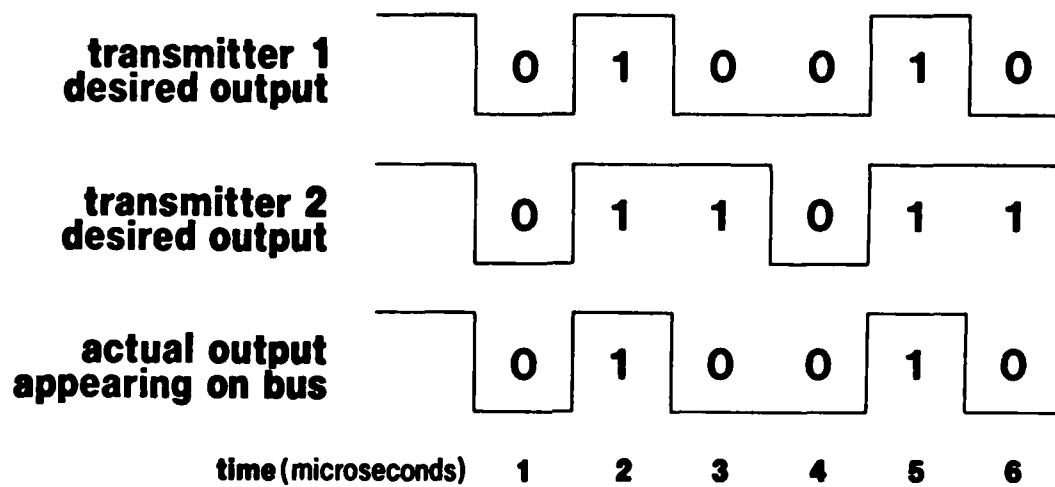 transmitter 1
desired output
0 1 0 0 1 0
transmitter 2
desired output
0 1 1 0 1 1
actual output
appearing on bus
0 1 0 0 1 0
time (microseconds) 1 2 3 4 5 6